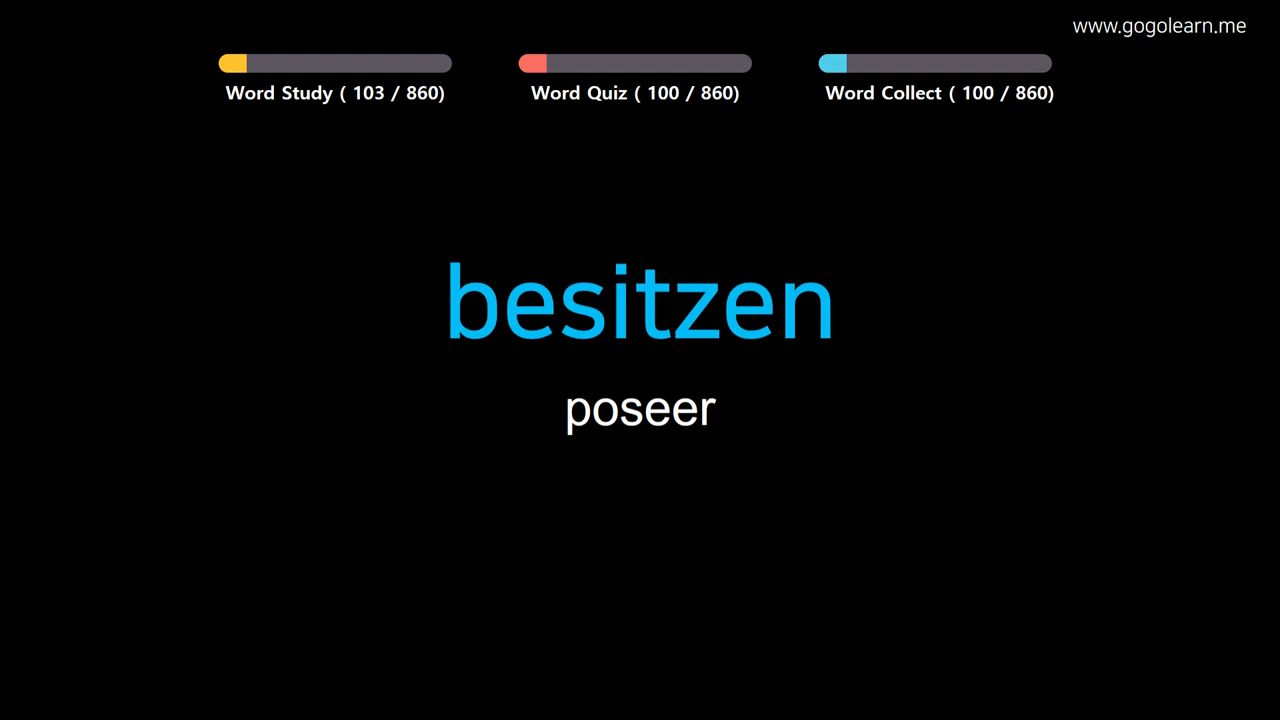 www.gogolearn.me
Word Study ( 103 / 860)
Word Quiz ( 100 / 860)
Word Collect ( 100 / 860)
besitzen
poseer